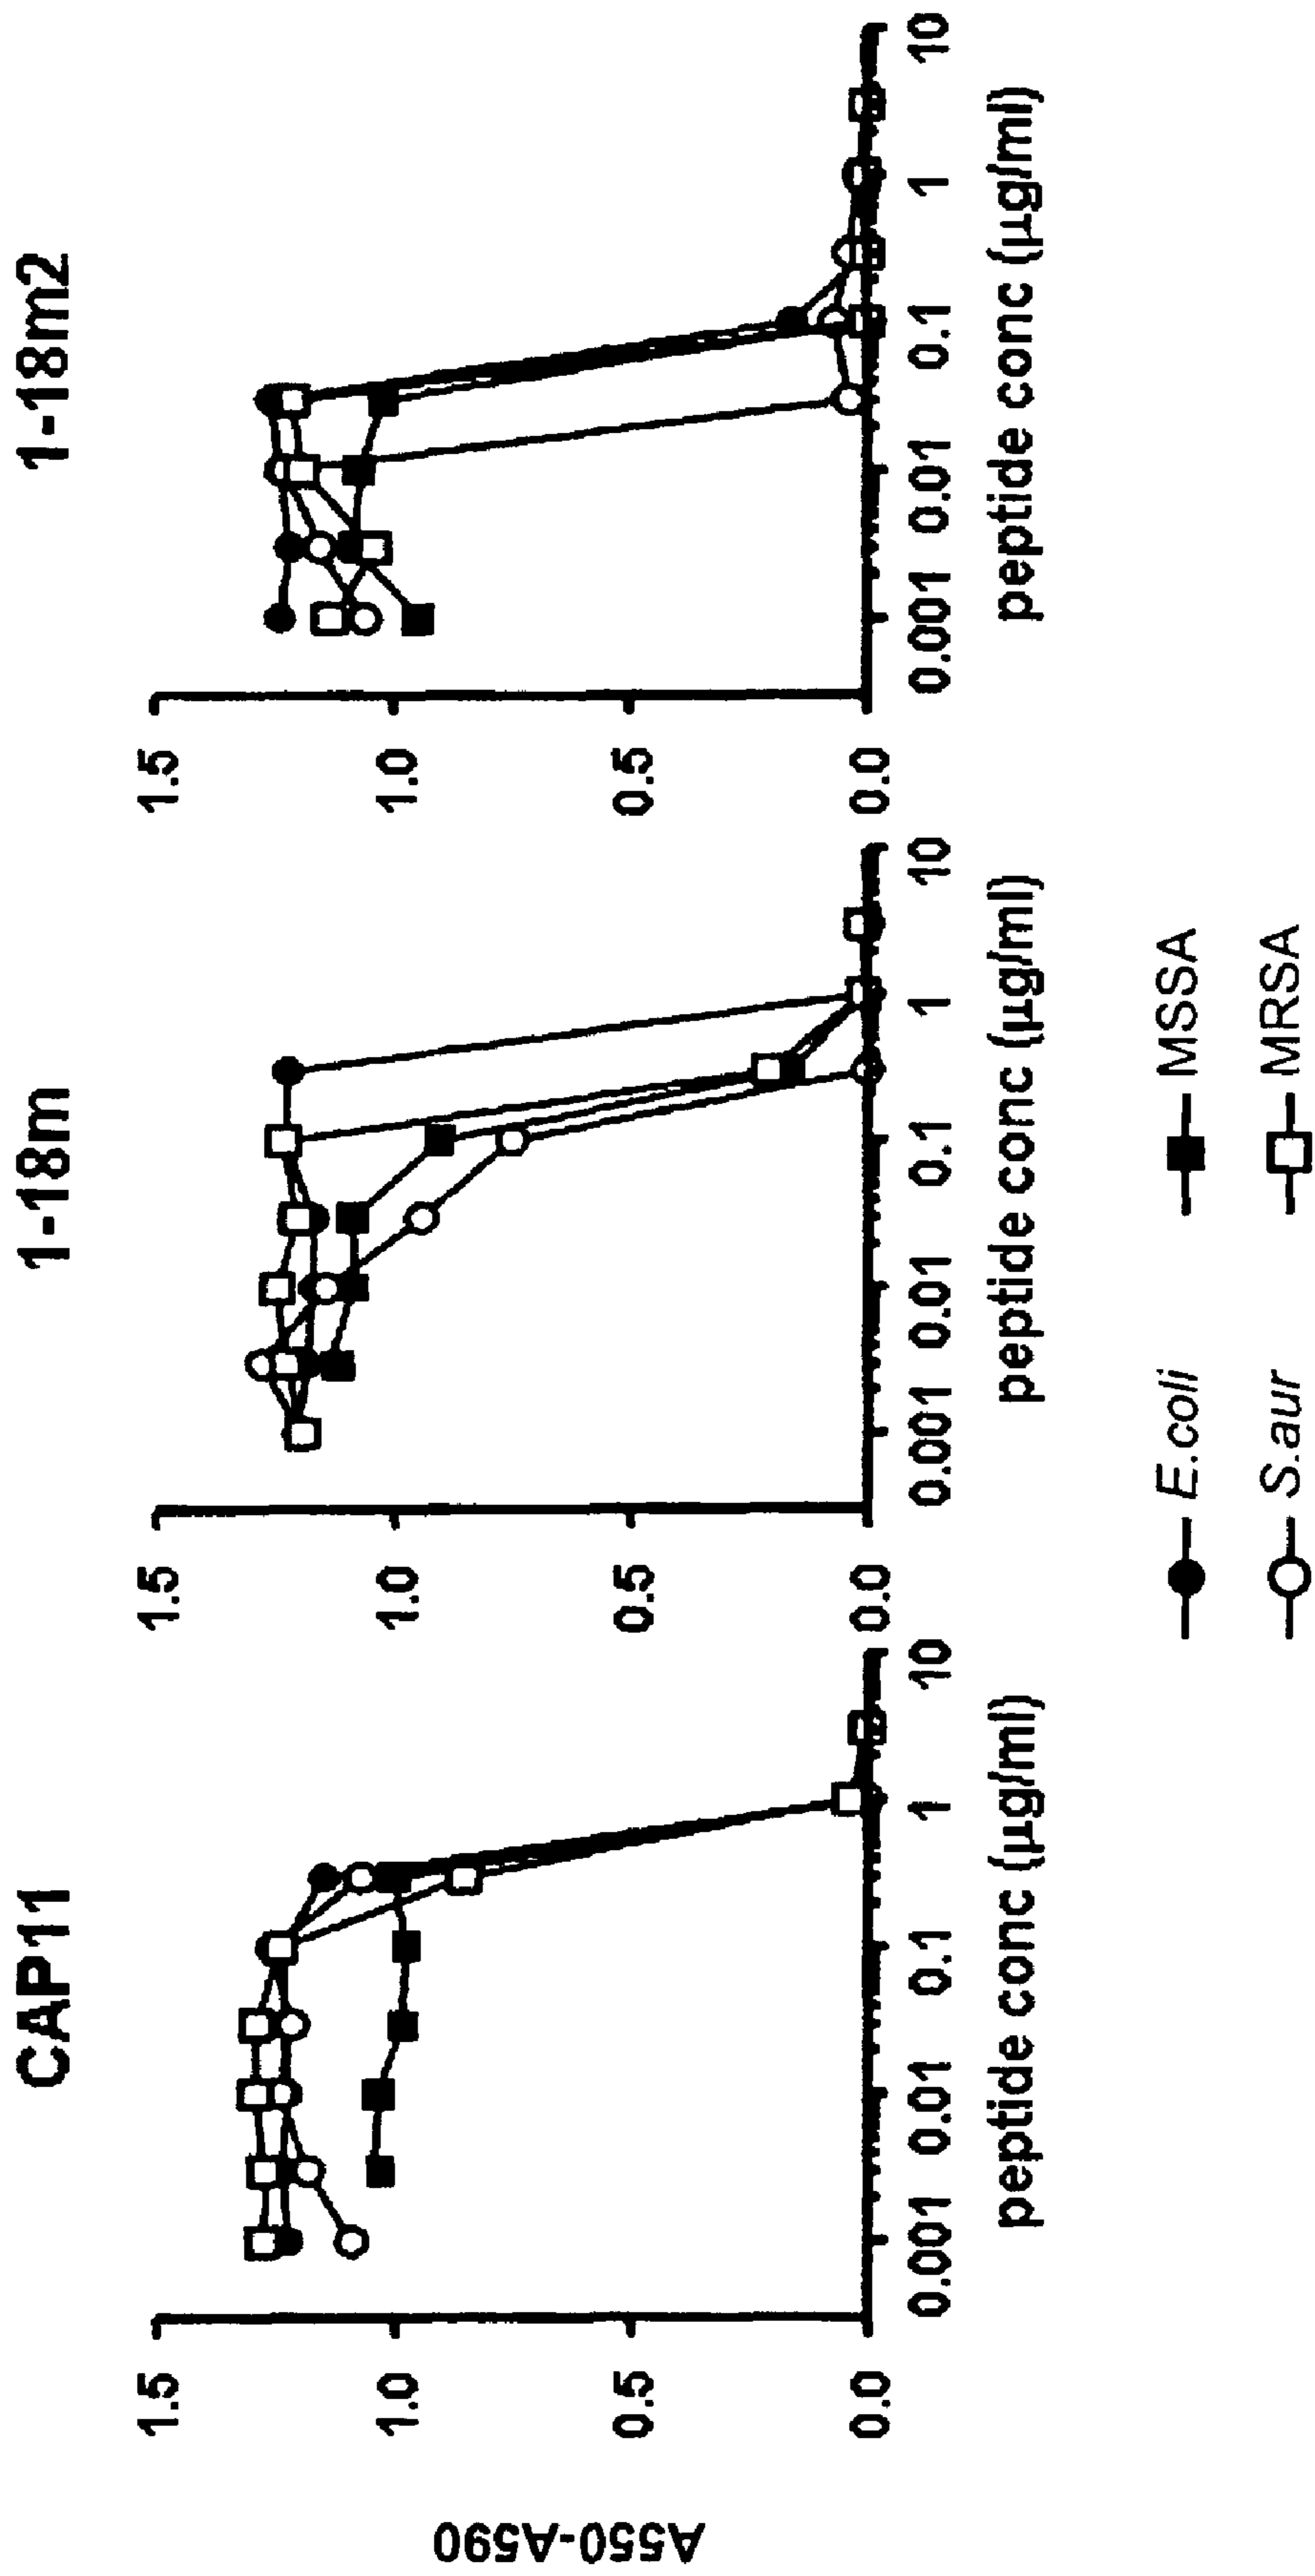 CAP11
1-18m
1-18m2
A550-A590
1.5
1.0
0.5
0.0
0.001 0.01 0.1 1 10
peptide conc (μg/ml)
1.5
1.0
0.5
0.0
0.001 0.01 0.1 1 10
peptide conc (μg/ml)
1.5
1.0
0.5
0.0
0.001 0.01 0.1 1 10
peptide conc (μg/ml)
E.coli MSSA
S.aur MRSA